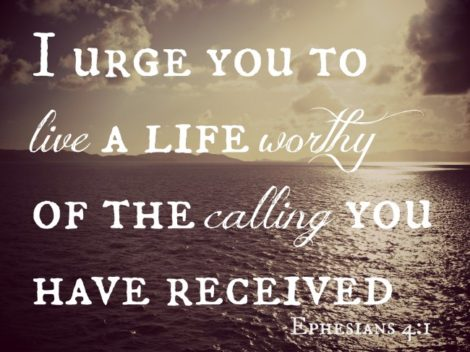 I URGE YOU TO
live A LIFE worthy
OF THE calling YOU
HAVE RECEIVED
EPHESIANS 4:1